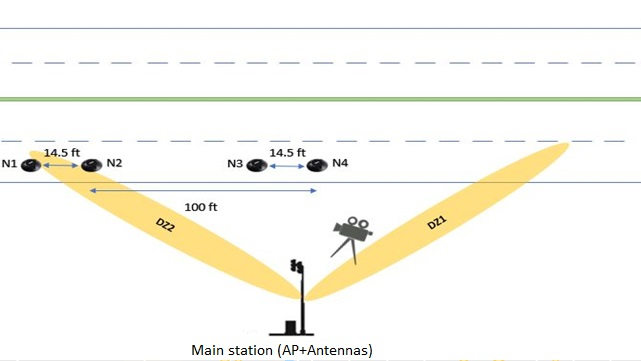 14.5 ft
14.5 ft
N1
N2
N3
N4
100 ft
DZ2
DZ1
Main station (AP+Antennas)